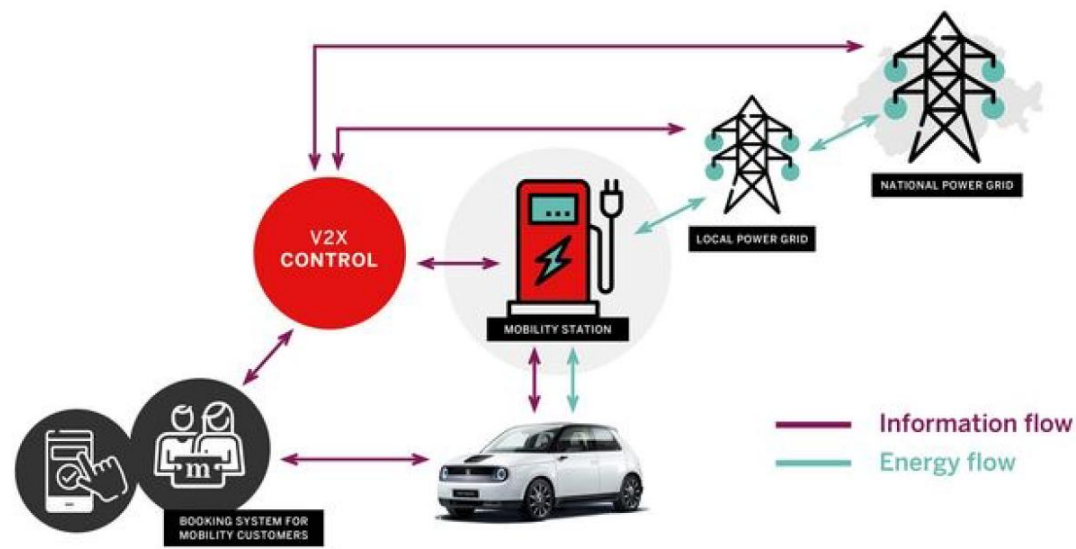 NATIONAL POWER GRID
LOCAL POWER GRID
V2X
CONTROL
MOBILITY STATION
m
BOOKING SYSTEM FOR
MOBILITY CUSTOMERS
Information flow
Energy flow